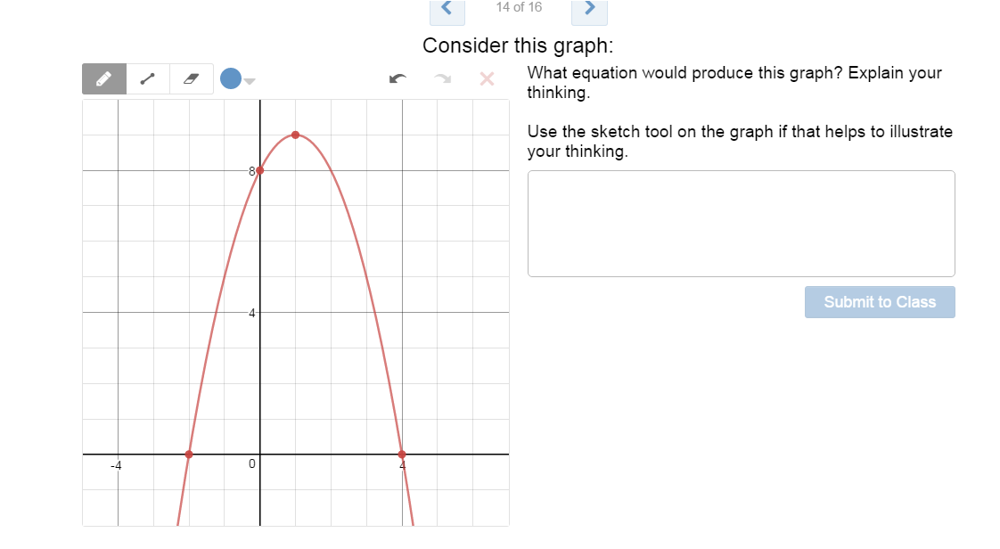 14 of 16
Consider this graph:
What equation would produce this graph? Explain your
thinking.
Use the sketch tool on the graph if that helps to illustrate
your thinking.
8
4
-4
0
4
Submit to Class